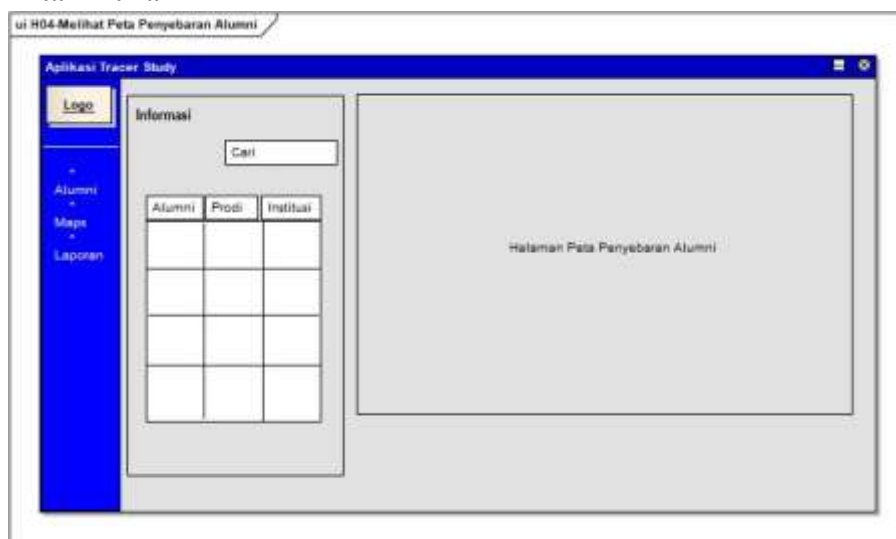 ui H04-Melihat Peta Penyebaran Alumni
Aplikasi Tracer Study
Logo
Alumni
Maps
Laporan
Informasi
Cari
Alumni Prodi Institusi
Halaman Peta Penyebaran Alumni